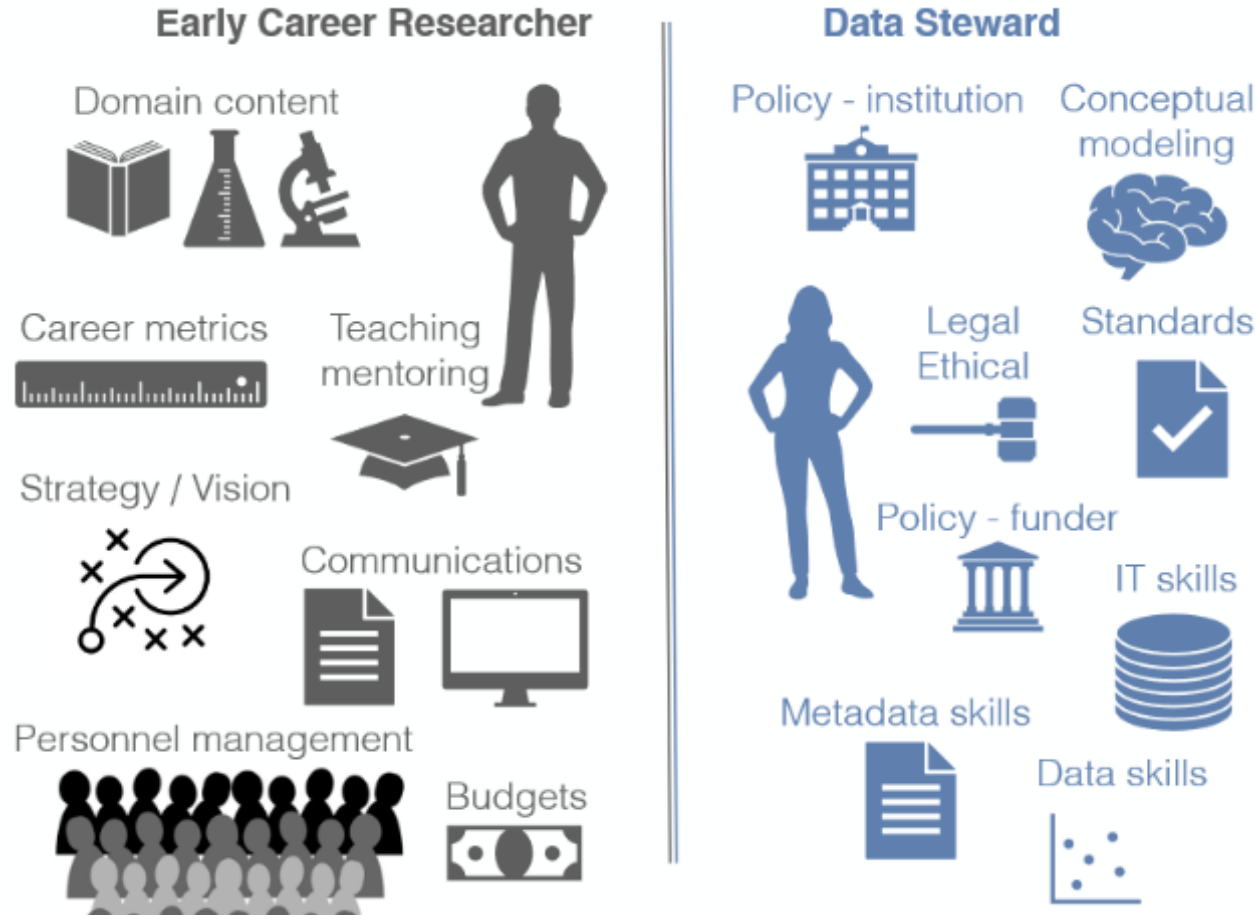 Early Career Researcher
Domain content
Career metrics
Teaching
mentoring
Strategy / Vision
Communications
Personnel management
Budgets
Data Steward
Policy - institution
Conceptual
modeling
Legal
Ethical
Standards
Policy - funder
IT skills
Metadata skills
Data skills